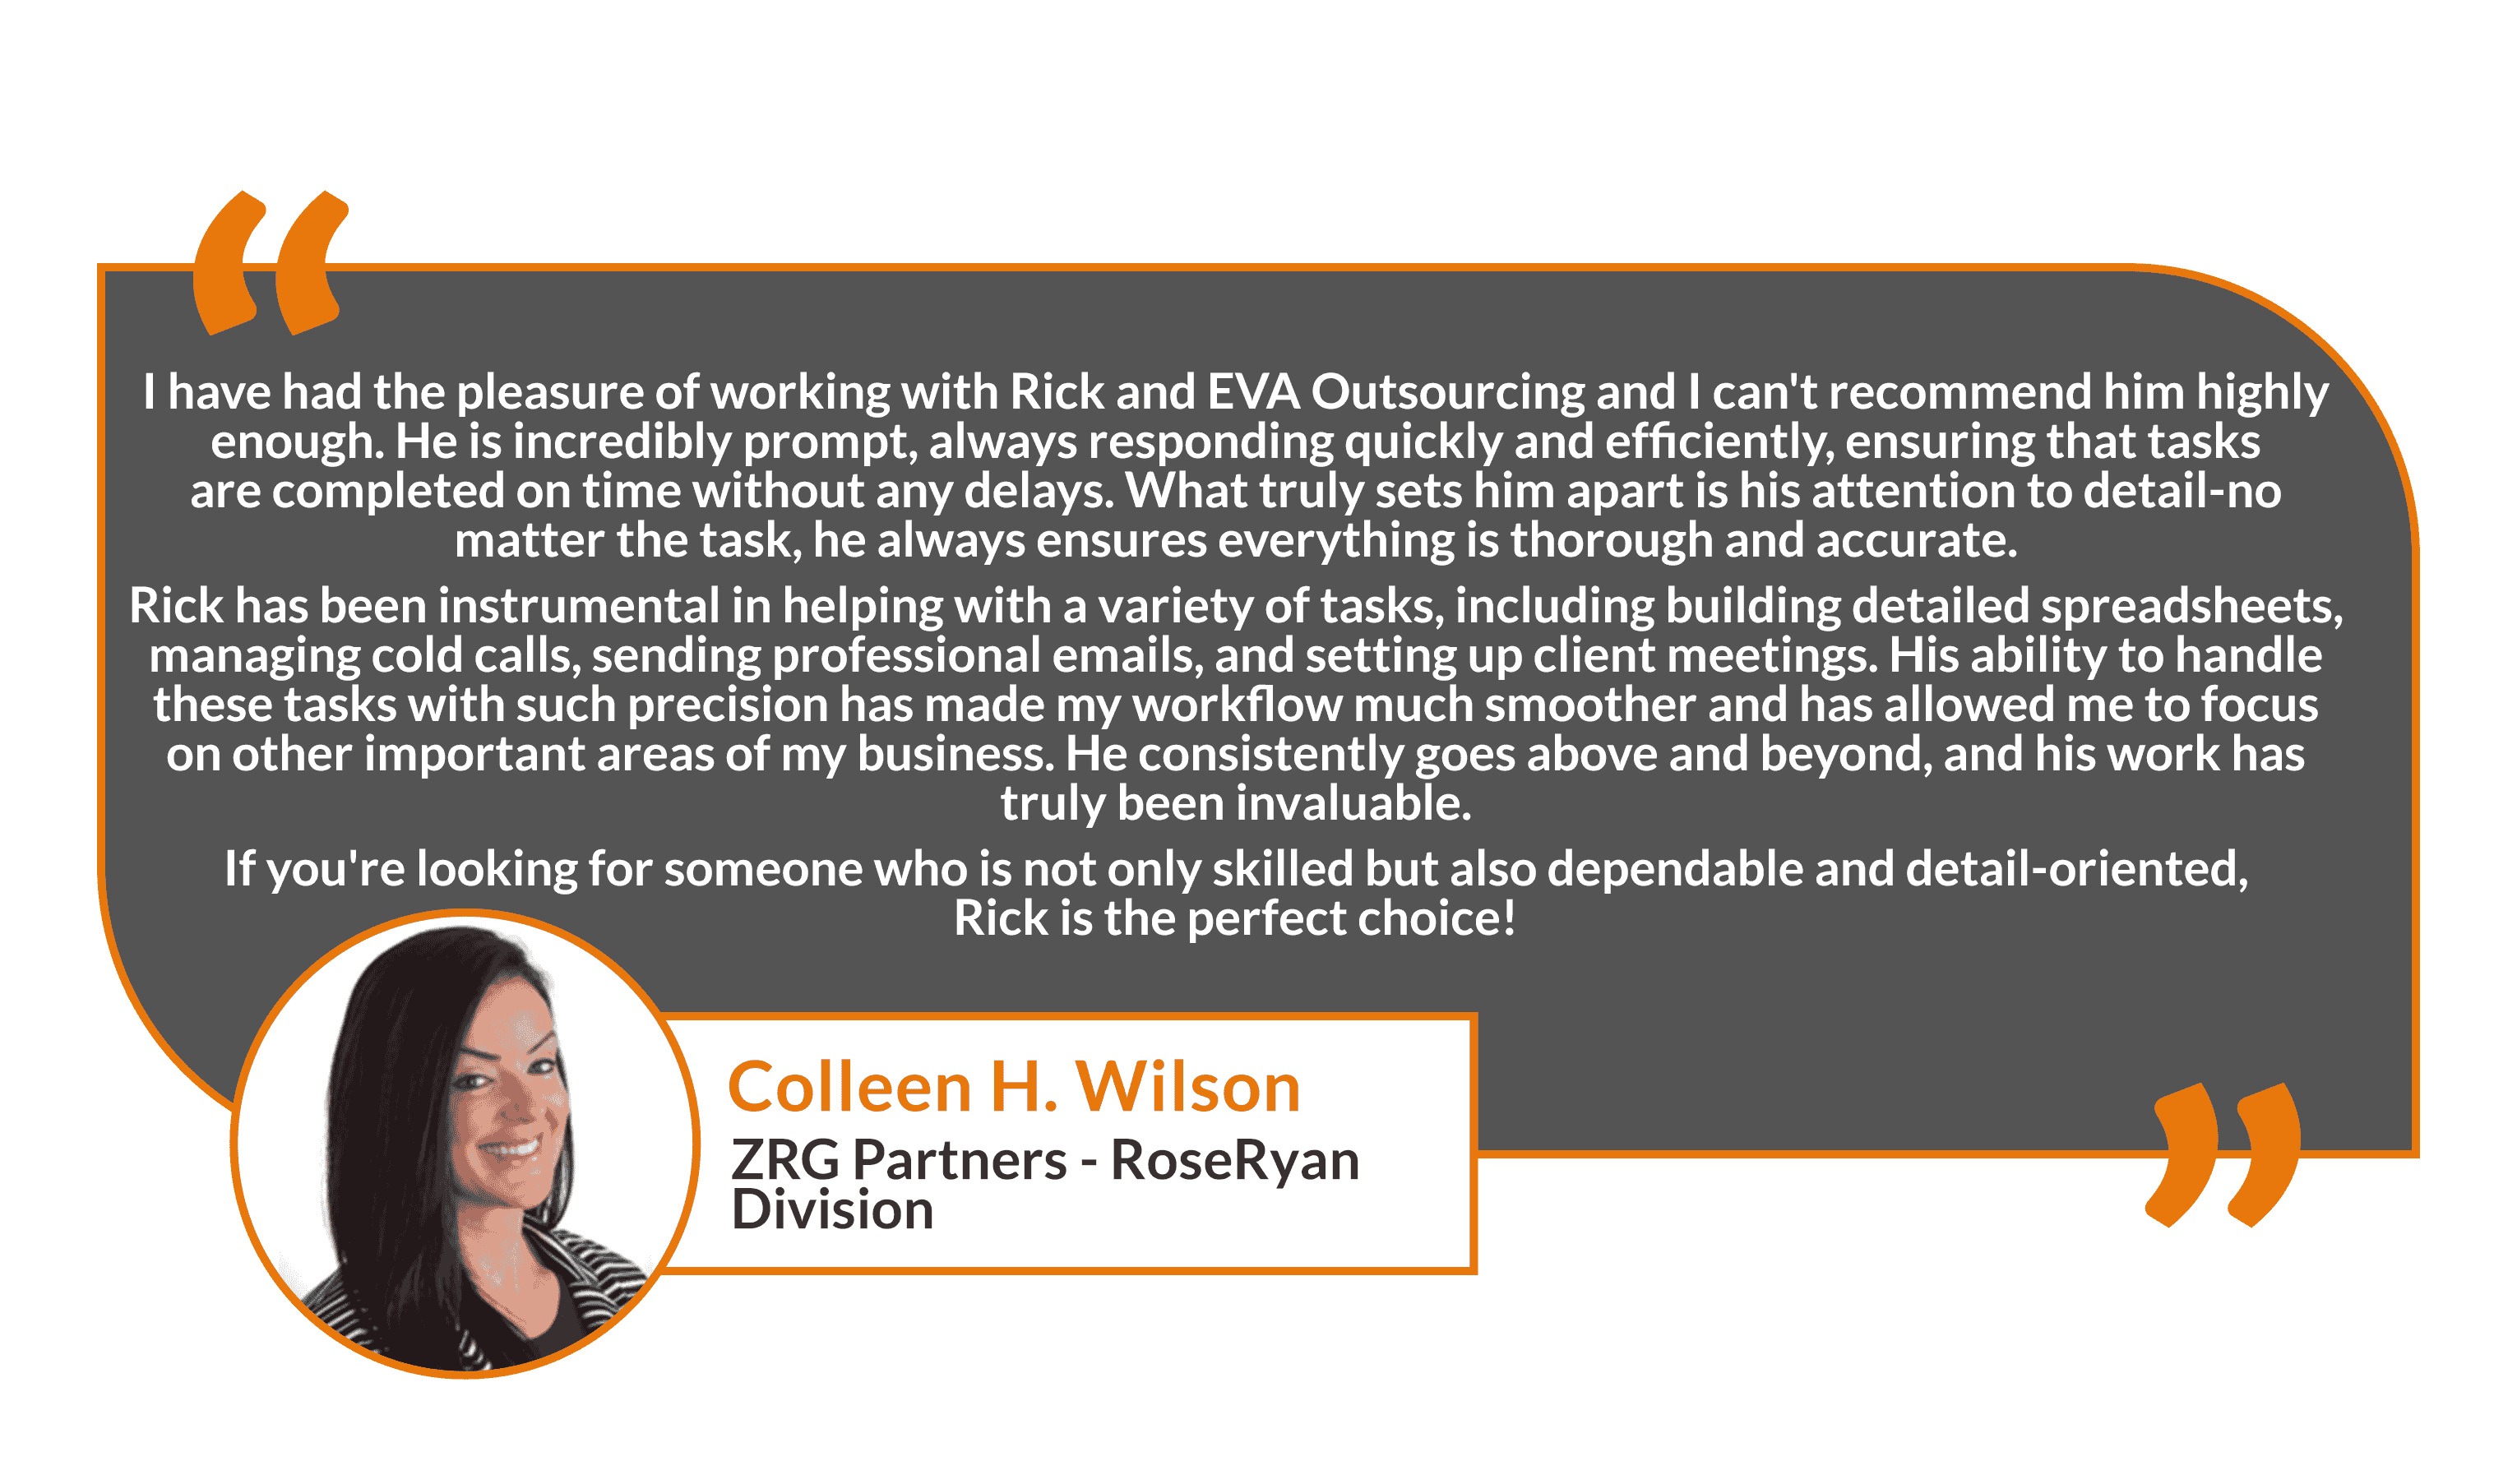 I have had the pleasure of working with Rick and EVA Outsourcing and I can't recommend him highly
enough. He is incredibly prompt, always responding quickly and efficiently, ensuring that tasks
are completed on time without any delays. What truly sets him apart is his attention to detail-no
matter the task, he always ensures everything is thorough and accurate.
Rick has been instrumental in helping with a variety of tasks, including building detailed spreadsheets,
managing cold calls, sending professional emails, and setting up client meetings. His ability to handle
these tasks with such precision has made my workflow much smoother and has allowed me to focus
on other important areas of my business. He consistently goes above and beyond, and his work has
truly been invaluable.
If you're looking for someone who is not only skilled but also dependable and detail-oriented,
Rick is the perfect choice!
Colleen H. Wilson
ZRG Partners - RoseRyan
Division